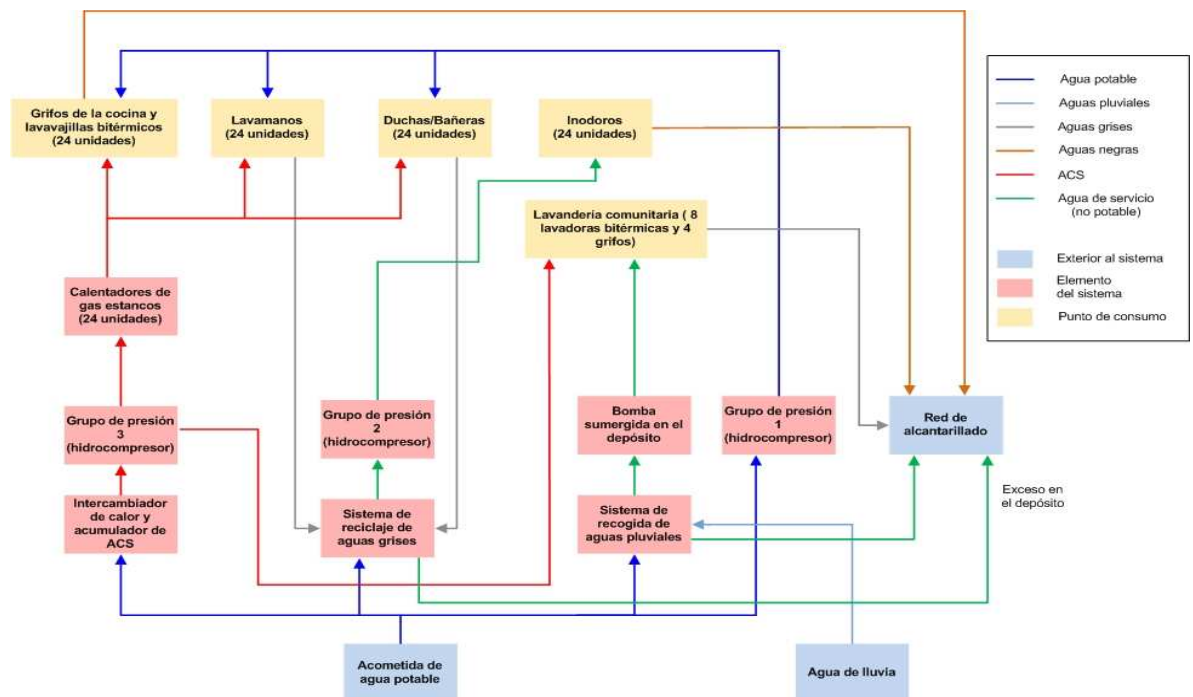 Grifos de la cocina y
lavavajillas bitérmicos
(24 unidades)
Lavamanos
(24 unidades)
Duchas/Bañeras
(24 unidades)
Inodoros
(24 unidades)
Agua potable
Aguas pluviales
Aguas grises
Aguas negras
ACS
Agua de servicio
(no potable)
Exterior al sistema
Elemento
del sistema
Punto de consumo
Lavandería comunitaria ( 8
lavadoras bitérmicas y 4
grifos)
Calentadores de
gas estancos
(24 unidades)
Grupo de presión
3
(hidrocompresor)
Grupo de presión
2
(hidrocompresor)
Bomba
sumergida en el
depósito
Grupo de presión
1
(hidrocompresor)
Red de
alcantarillado
Intercambiador
de calor y
acumulador de
ACS
Sistema de
reciclaje de
aguas grises
Sistema de
recogida de
aguas pluviales
Exceso en
el depósito
Acometida de
agua potable
Agua de lluvia